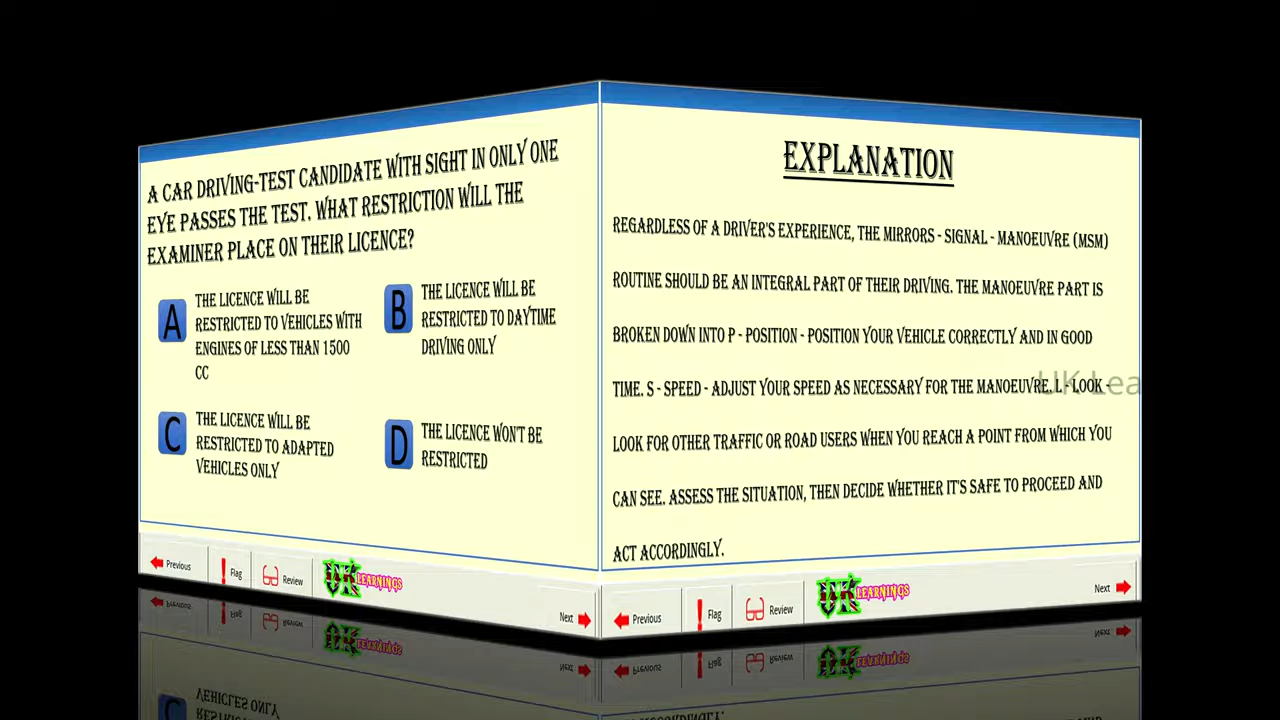 A CAR DRIVING-TEST CANDIDATE WITH SIGHT IN ONLY ONE
EYE PASSES THE TEST. WHAT RESTRICTION WILL THE
EXAMINER PLACE ON THEIR LICENCE?
A
THE LICENCE WILL BE
RESTRICTED TO VEHICLES WITH
ENGINES OF LESS THAN 1500
CC
B
THE LICENCE WILL BE
RESTRICTED TO DAYTIME
DRIVING ONLY
C
THE LICENCE WILL BE
RESTRICTED TO ADAPTED
VEHICLES ONLY
D
THE LICENCE WON'T BE
RESTRICTED
Previous
Flag
Review
UK LEARNINGS
Next
EXPLANATION
REGARDLESS OF A DRIVER'S EXPERIENCE, THE MIRRORS - SIGNAL - MANOEUVRE (MSM)
ROUTINE SHOULD BE AN INTEGRAL PART OF THEIR DRIVING. THE MANOEUVRE PART IS
BROKEN DOWN INTO P - POSITION - POSITION YOUR VEHICLE CORRECTLY AND IN GOOD
TIME. S - SPEED - ADJUST YOUR SPEED AS NECESSARY FOR THE MANOEUVRE. L - LOOK -
UK Lea
LOOK FOR OTHER TRAFFIC OR ROAD USERS WHEN YOU REACH A POINT FROM WHICH YOU
CAN SEE. ASSESS THE SITUATION, THEN DECIDE WHETHER IT'S SAFE TO PROCEED AND
ACT ACCORDINGLY.
Previous
Flag
Review
UK LEARNINGS
Next